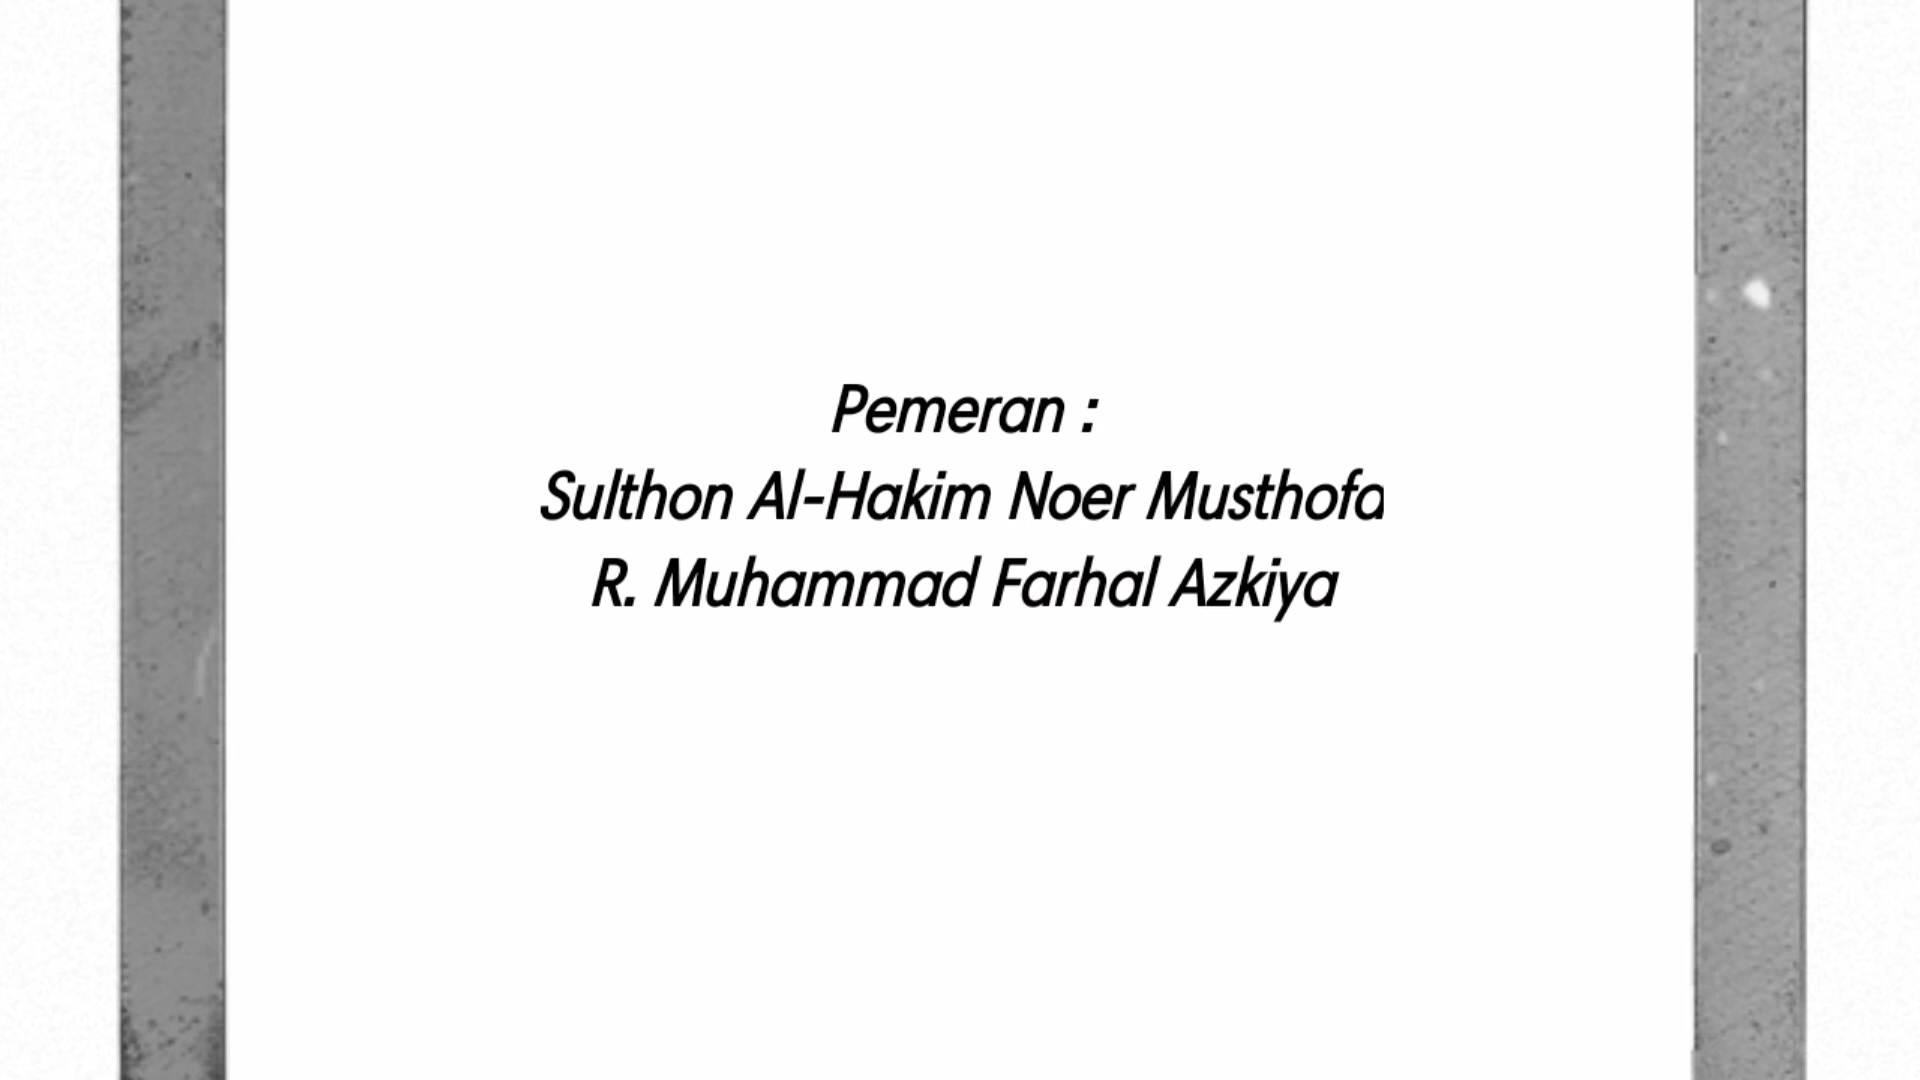 Pemeran :
Sulthon Al-Hakim Noer Musthofa
R. Muhammad Farhal Azkiya